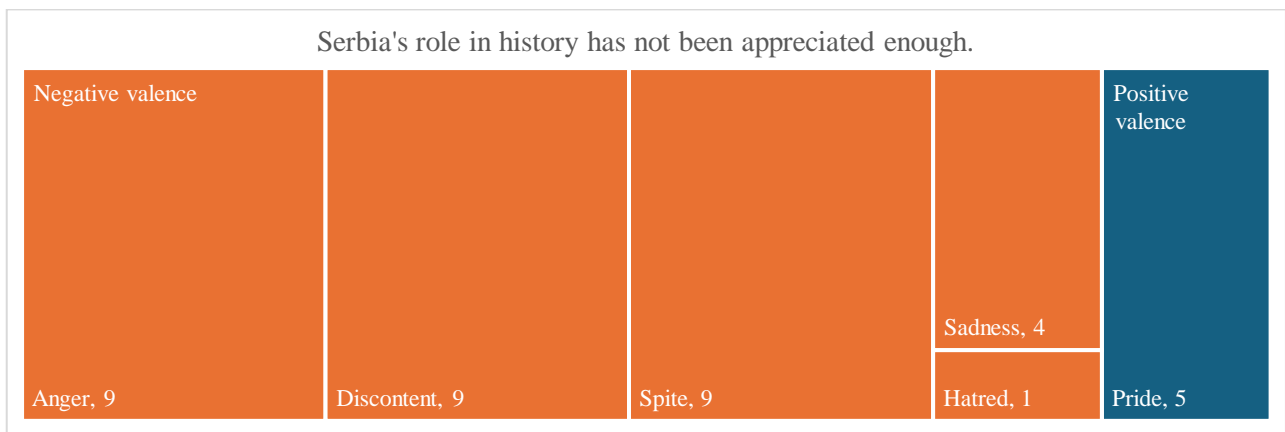 Serbia's role in history has not been appreciated enough.
Negative valence
Positive
valence
Anger, 9
Discontent, 9
Spite, 9
Sadness, 4
Hatred, 1
Pride, 5